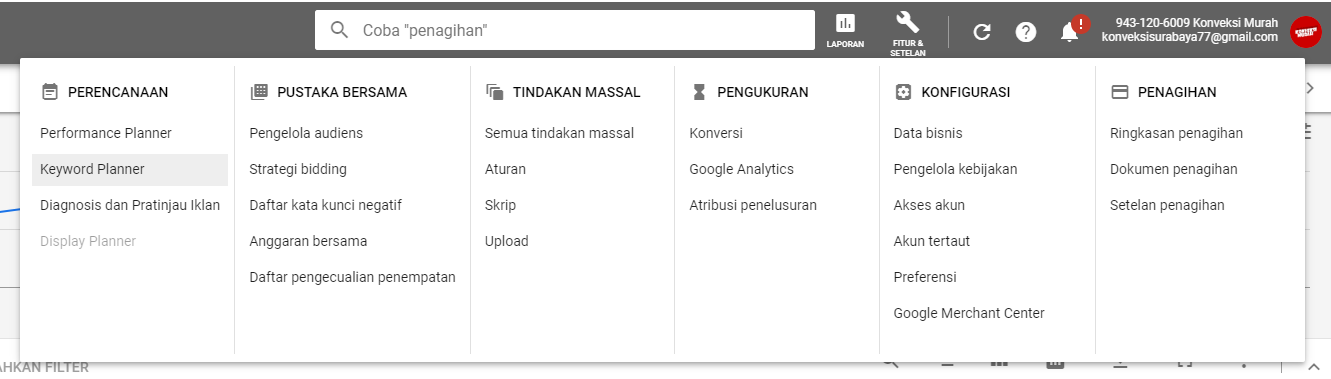 Coba "penagihan"
LAPORAN
FITUR &
SETELAN
!
943-120-6009 Konveksi Murah
konveksisurabaya77@gmail.com
PERENCANAAN
Performance Planner
Keyword Planner
Diagnosis dan Pratinjau Iklan
Display Planner
PUSTAKA BERSAMA
Pengelola audiens
Strategi bidding
Daftar kata kunci negatif
Anggaran bersama
Daftar pengecualian penempatan
TINDAKAN MASSAL
Semua tindakan massal
Aturan
Skrip
Upload
PENGUKURAN
Konversi
Google Analytics
Atribusi penelusuran
KONFIGURASI
Data bisnis
Pengelola kebijakan
Akses akun
Akun tertaut
Preferensi
Google Merchant Center
PENAGIHAN
Ringkasan penagihan
Dokumen penagihan
Setelan penagihan
AHKAN FILTER